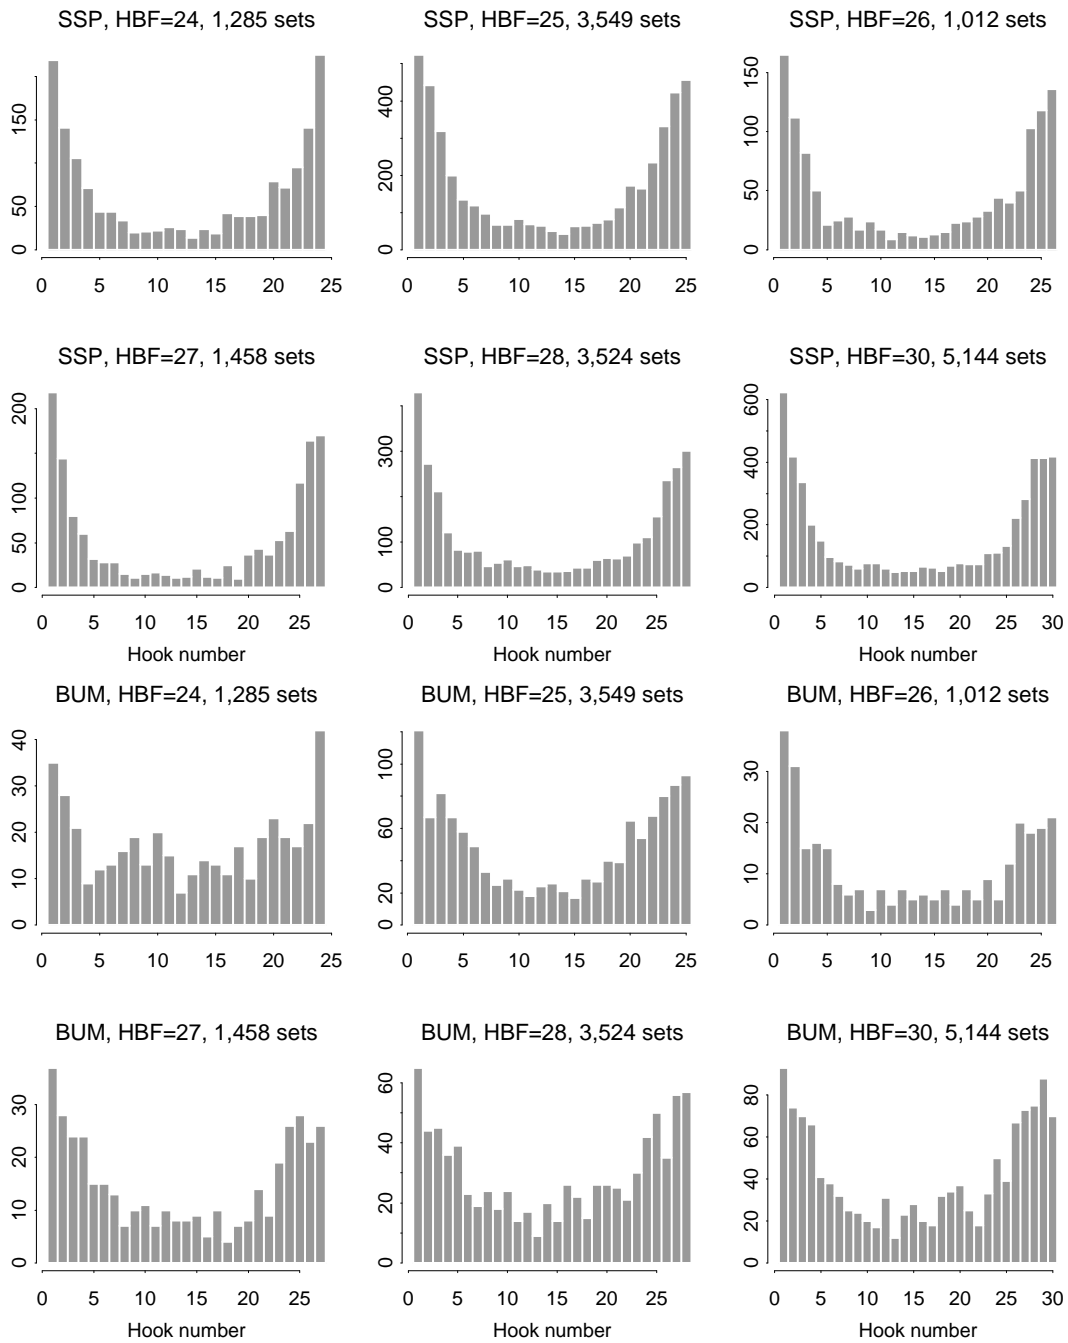 SSP, HBF=24, 1,285 sets
SSP, HBF=25, 3,549 sets
SSP, HBF=26, 1,012 sets
0 50 150
0 5 10 15 20 25
0 200 400
0 5 10 15 20 25
0 50 100 150
0 5 10 15 20 25
SSP, HBF=27, 1,458 sets
SSP, HBF=28, 3,524 sets
SSP, HBF=30, 5,144 sets
0 50 100 200
0 5 10 15 20 25
Hook number
0 100 300
0 5 10 15 20 25
Hook number
0 200 400 600
0 5 10 15 20 25 30
Hook number
BUM, HBF=24, 1,285 sets
BUM, HBF=25, 3,549 sets
BUM, HBF=26, 1,012 sets
0 10 20 30 40
0 5 10 15 20 25
0 20 60 100
0 5 10 15 20 25
0 10 20 30
0 5 10 15 20 25
BUM, HBF=27, 1,458 sets
BUM, HBF=28, 3,524 sets
BUM, HBF=30, 5,144 sets
0 10 20 30
0 5 10 15 20 25
Hook number
0 20 40 60
0 5 10 15 20 25
Hook number
0 20 40 60 80
0 5 10 15 20 25 30
Hook number